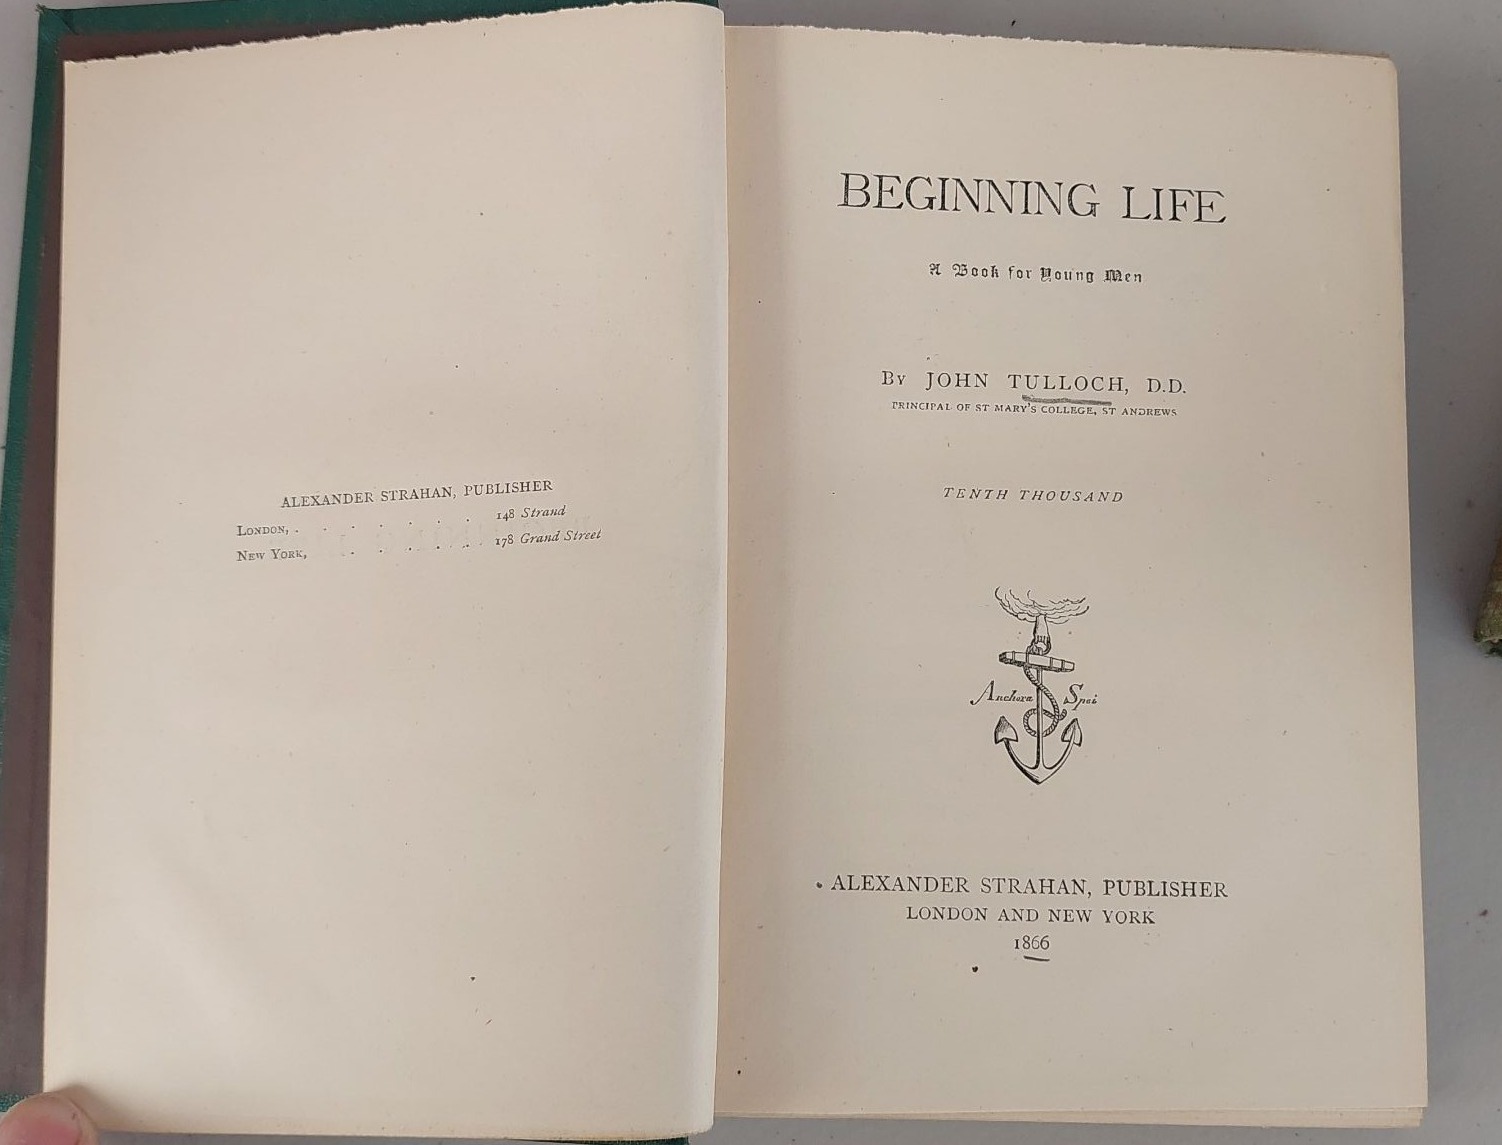 ALEXANDER STRAHAN, PUBLISHER
LONDON, . . . . . . . 148 Strand
NEW YORK, . . . . . . 178 Grand Street
BEGINNING LIFE
A Book for Young Men
By JOHN TULLOCH, D.D.
PRINCIPAL OF ST MARY'S COLLEGE, ST ANDREWS
TENTH THOUSAND
Anchora Spei
ALEXANDER STRAHAN, PUBLISHER
LONDON AND NEW YORK
1866